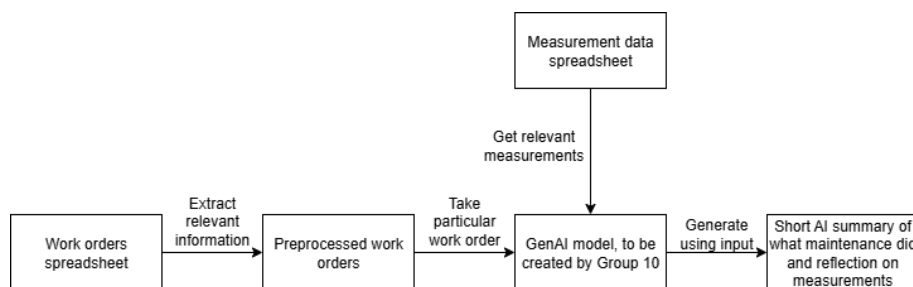 Measurement data
spreadsheet
Get relevant
measurements
Extract
relevant
information
Take
particular
work order
Generate
using input
Work orders
spreadsheet
Preprocessed work
orders
GenAI model, to be
created by Group 10
Short AI summary of
what maintenance did
and reflection on
measurements